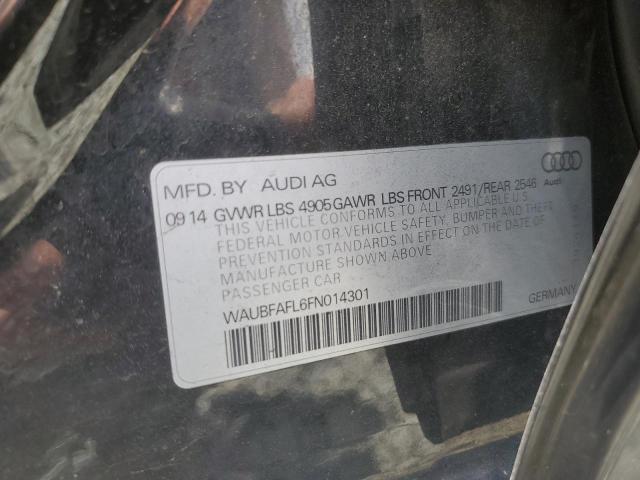 MFD. BY AUDI AG
Audi
09 14 GVWR LBS 4905 GAWR LBS FRONT 2491/REAR 2546
THIS VEHICLE CONFORMS TO ALL APPLICABLE U.S.
FEDERAL MOTOR VEHICLE SAFETY, BUMPER AND THEFT
PREVENTION STANDARDS IN EFFECT ON THE DATE OF
MANUFACTURE SHOWN ABOVE
PASSENGER CAR
WAUBFAFL6FN014301
GERMANY